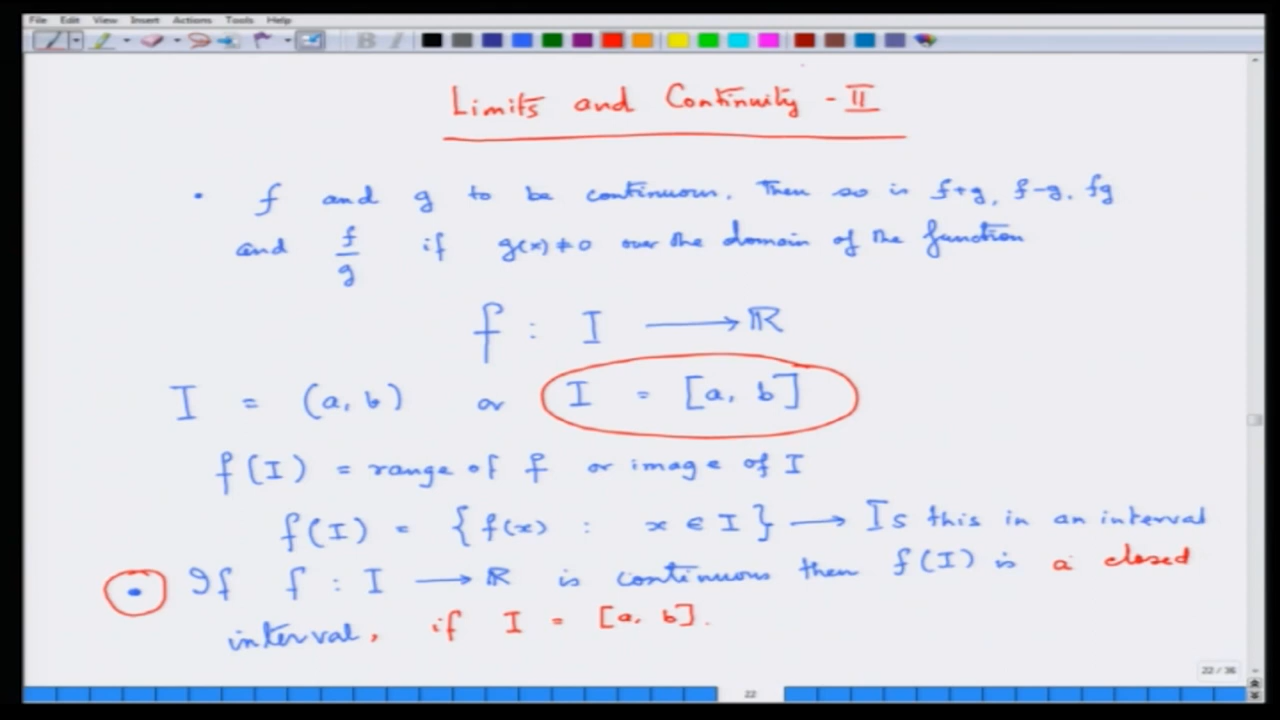 File Edit View Insert Actions Tools Help
B I
Limits and Continuity - II
• f and g to be continuous. Then so is f+g, f-g, fg
and f/g if g(x) ≠ 0 over the domain of the function
f : I ⟶ ℝ
I = (a, b) or I = [a, b]
f(I) = range of f or image of I
f(I) = {f(x) : x ∈ I} ⟶ Is this in an interval
• If f : I ⟶ ℝ is continuous then f(I) is a closed
interval, if I = [a, b].
22 / 36
22